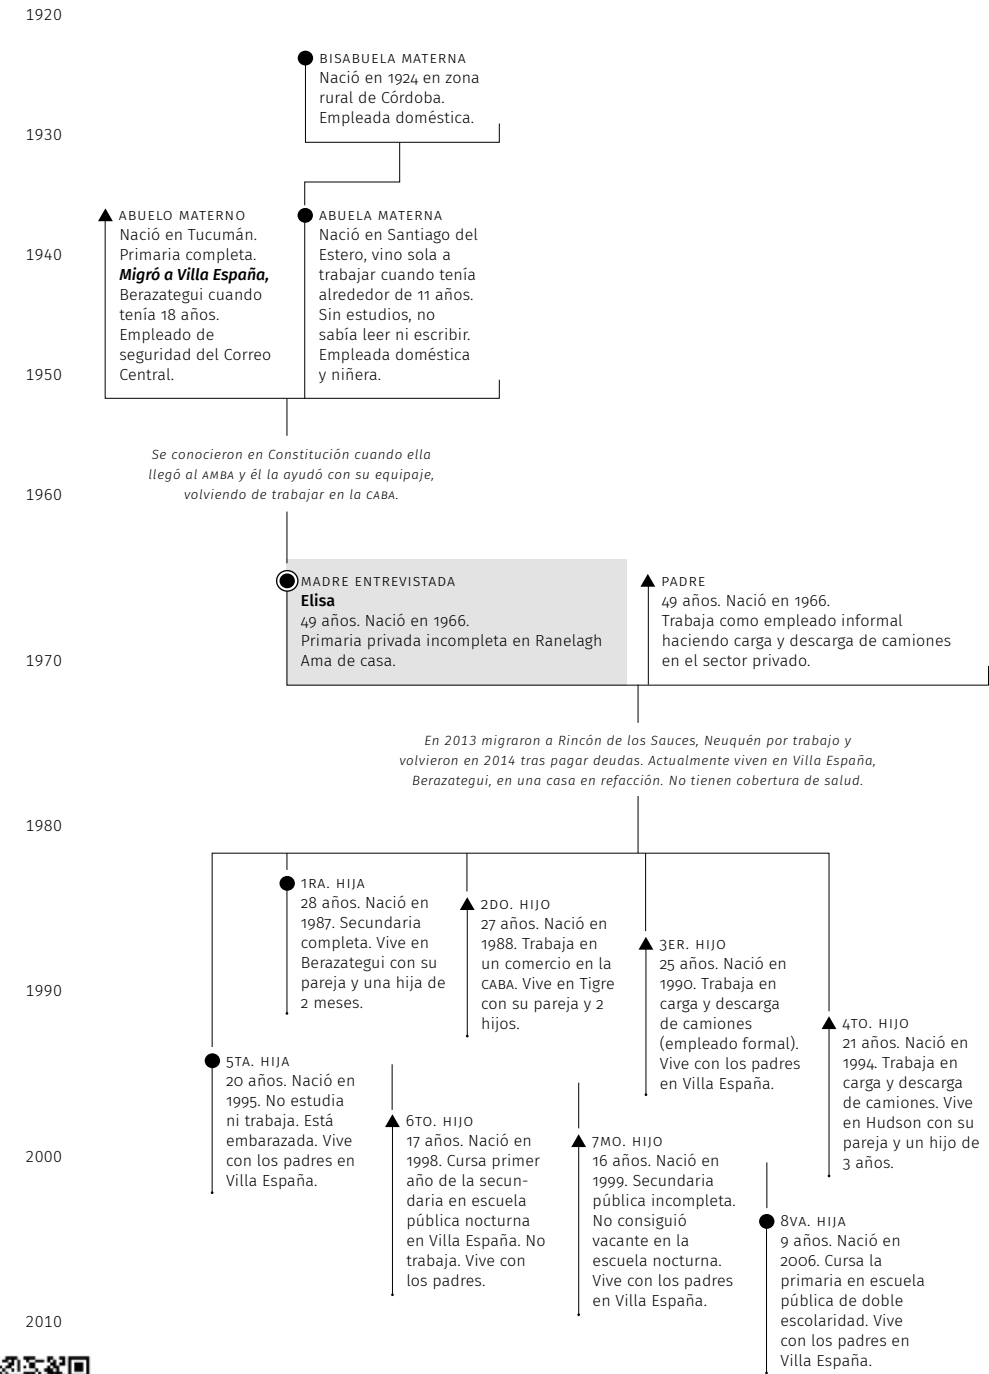 1920
BISABUELA MATERNA
Nació en 1924 en zona
rural de Córdoba.
Empleada doméstica.
1930
ABUELO MATERNO
Nació en Tucumán.
Primaria completa.
Migró a Villa España,
Berazategui cuando
tenía 18 años.
Empleado de
seguridad del Correo
Central.
ABUELA MATERNA
Nació en Santiago del
Estero, vino sola a
trabajar cuando tenía
alrededor de 11 años.
Sin estudios, no
sabía leer ni escribir.
Empleada doméstica
y niñera.
1940
1950
Se conocieron en Constitución cuando ella
llegó al AMBA y él la ayudó con su equipaje,
volviendo de trabajar en la CABA.
1960
MADRE ENTREVISTADA
Elisa
49 años. Nació en 1966.
Primaria privada incompleta en Ranelagh
Ama de casa.
PADRE
49 años. Nació en 1966.
Trabaja como empleado informal
haciendo carga y descarga de camiones
en el sector privado.
1970
En 2013 migraron a Rincón de los Sauces, Neuquén por trabajo y
volvieron en 2014 tras pagar deudas. Actualmente viven en Villa España,
Berazategui, en una casa en refacción. No tienen cobertura de salud.
1980
1RA. HIJA
28 años. Nació en
1987. Secundaria
completa. Vive en
Berazategui con su
pareja y una hija de
2 meses.
2DO. HIJO
27 años. Nació en
1988. Trabaja en
un comercio en la
CABA. Vive en Tigre
con su pareja y 2
hijos.
3ER. HIJO
25 años. Nació en
1990. Trabaja en
carga y descarga
de camiones
(empleado formal).
Vive con los padres
en Villa España.
1990
4TO. HIJO
21 años. Nació en
1994. Trabaja en
carga y descarga
de camiones. Vive
en Hudson con su
pareja y un hijo de
3 años.
5TA. HIJA
20 años. Nació en
1995. No estudia
ni trabaja. Está
embarazada. Vive
con los padres en
Villa España.
6TO. HIJO
17 años. Nació en
1998. Cursa primer
año de la secun-
daria en escuela
pública nocturna
en Villa España. No
trabaja. Vive con
los padres.
7MO. HIJO
16 años. Nació en
1999. Secundaria
pública incompleta.
No consiguió
vacante en la
escuela nocturna.
Vive con los padres
en Villa España.
2000
8VA. HIJA
9 años. Nació en
2006. Cursa la
primaria en escuela
pública de doble
escolaridad. Vive
con los padres en
Villa España.
2010